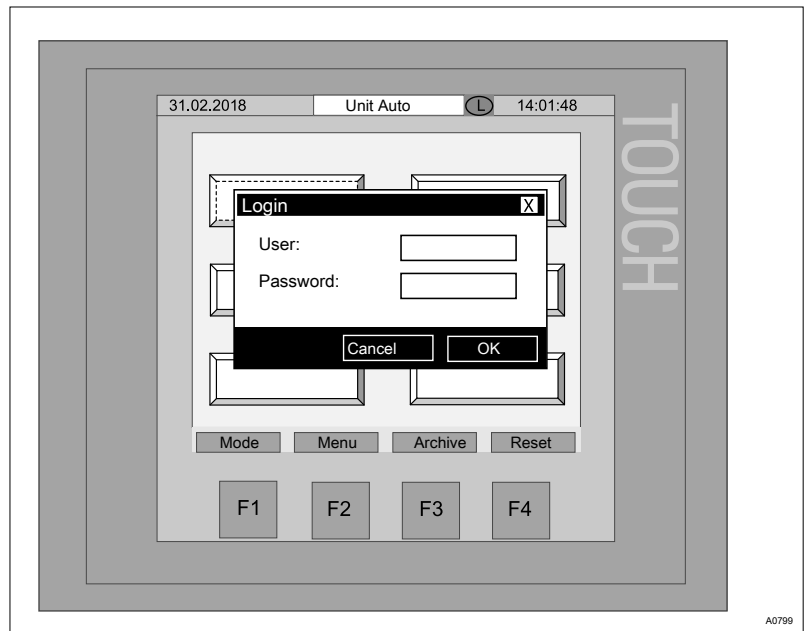 31.02.2018 Unit Auto L 14:01:48
TOUCH
Login X
User:
Password:
Cancel OK
Mode Menu Archive Reset
F1 F2 F3 F4
A0799